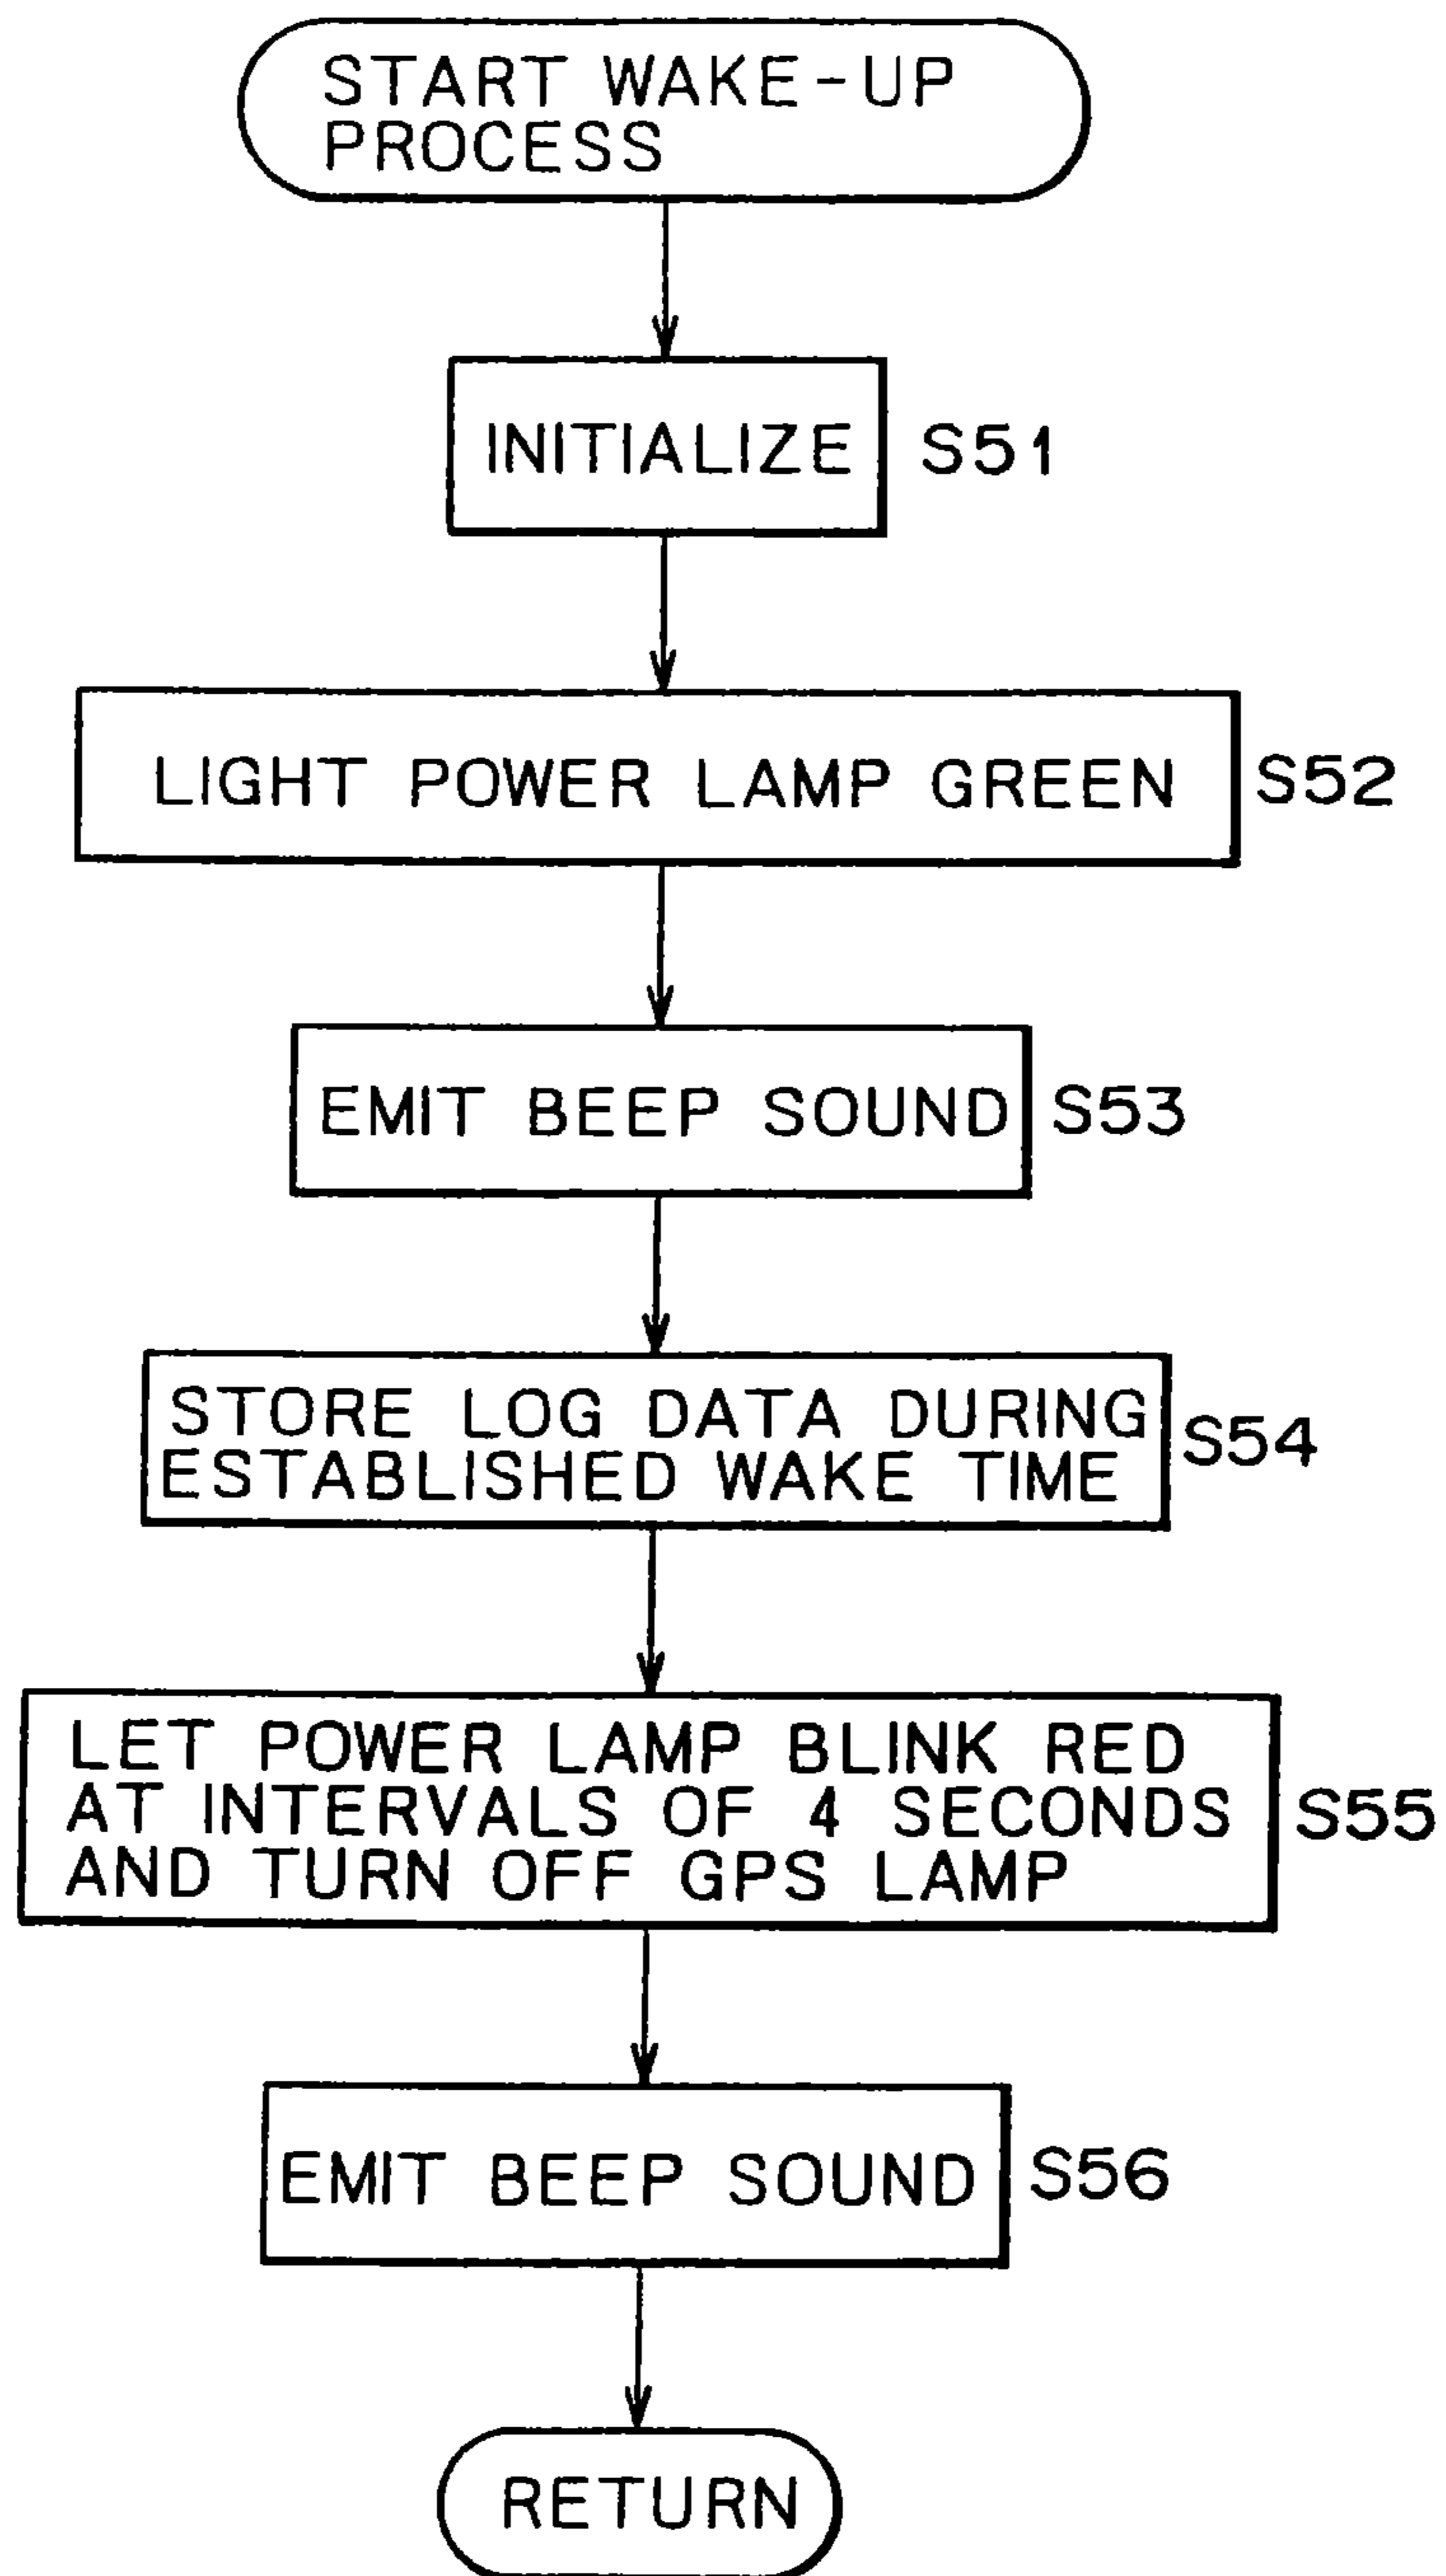 START WAKE-UP
PROCESS
INITIALIZE S51
LIGHT POWER LAMP GREEN S52
EMIT BEEP SOUND S53
STORE LOG DATA DURING
ESTABLISHED WAKE TIME
S54
LET POWER LAMP BLINK RED
AT INTERVALS OF 4 SECONDS
AND TURN OFF GPS LAMP
S55
EMIT BEEP SOUND S56
RETURN